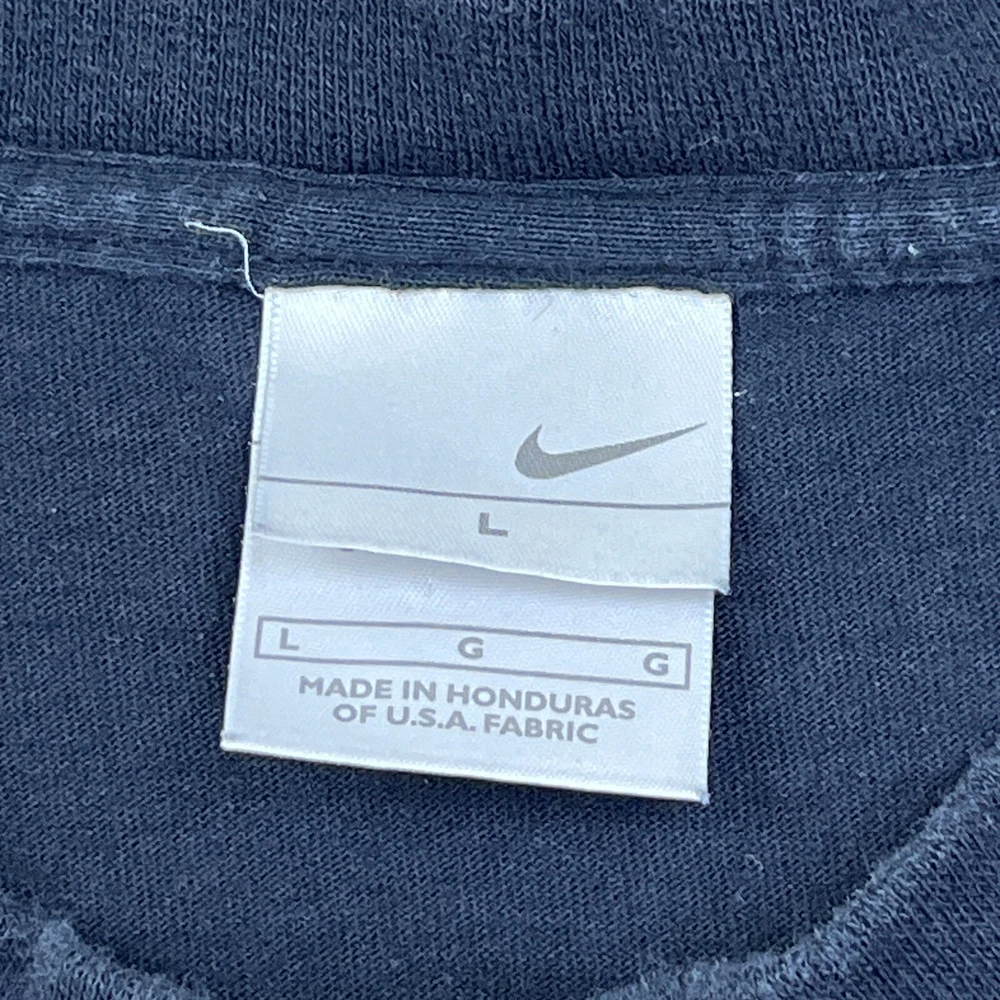 L
L G G
MADE IN HONDURAS
OF U.S.A. FABRIC